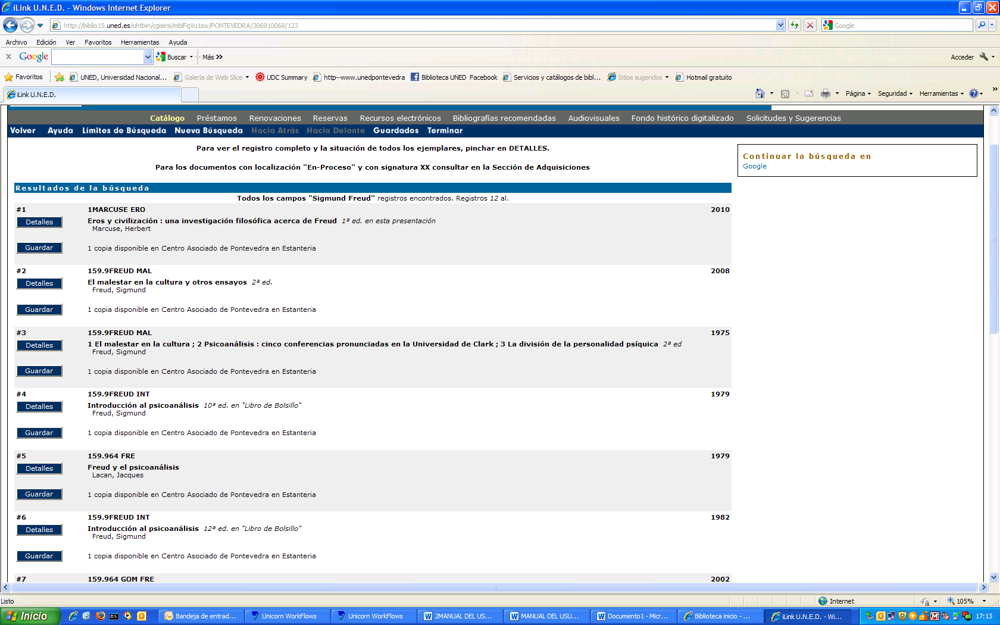 iLink U.N.E.D. - Windows Internet Explorer
http://biblio15.uned.es/uhtbin/cgisirsi/mblFqVu1sw/PONTEVEDRA/306910068/123
Google
Archivo Edición Ver Favoritos Herramientas Ayuda
x Google Buscar Más >> Acceder
Favoritos UNED, Universidad Nacional... Galería de Web Slice UDC Summary http--www.unedpontevedra Biblioteca UNED Facebook Servicios y catálogos de bibl... Sitios sugeridos Hotmail gratuito
iLink U.N.E.D. Página Seguridad Herramientas
Catálogo Préstamos Renovaciones Reservas Recursos electrónicos Bibliografías recomendadas Audiovisuales Fondo histórico digitalizado Solicitudes y Sugerencias
Volver Ayuda Límites de Búsqueda Nueva Búsqueda Hacia Atrás Hacia Delante Guardados Terminar
Para ver el registro completo y la situación de todos los ejemplares, pinchar en DETALLES.
Continuar la búsqueda en
Google
Para los documentos con localización "En-Proceso" y con signatura XX consultar en la Sección de Adquisiciones
Resultados de la búsqueda
Todos los campos "Sigmund Freud" registros encontrados. Registros 12 al.
#1 1MARCUSE ERO 2010
Detalles Eros y civilización : una investigación filosófica acerca de Freud 1ª ed. en esta presentación
Marcuse, Herbert
Guardar 1 copia disponible en Centro Asociado de Pontevedra en Estanteria
#2 159.9FREUD MAL 2008
Detalles El malestar en la cultura y otros ensayos 2ª ed.
Freud, Sigmund
Guardar 1 copia disponible en Centro Asociado de Pontevedra en Estanteria
#3 159.9FREUD MAL 1975
Detalles 1 El malestar en la cultura ; 2 Psicoanálisis : cinco conferencias pronunciadas en la Universidad de Clark ; 3 La división de la personalidad psíquica 2ª ed
Freud, Sigmund
Guardar 1 copia disponible en Centro Asociado de Pontevedra en Estanteria
#4 159.9FREUD INT 1979
Detalles Introducción al psicoanálisis 10ª ed. en "Libro de Bolsillo"
Freud, Sigmund
Guardar 1 copia disponible en Centro Asociado de Pontevedra en Estanteria
#5 159.964 FRE 1979
Detalles Freud y el psicoanálisis
Lacan, Jacques
Guardar 1 copia disponible en Centro Asociado de Pontevedra en Estanteria
#6 159.9FREUD INT 1982
Detalles Introducción al psicoanálisis 12ª ed. en "Libro de Bolsillo"
Freud, Sigmund
Guardar 1 copia disponible en Centro Asociado de Pontevedra en Estanteria
#7 159.964 GOM FRE 2002
Listo Internet 105%
Inicio Bandeja de entrad... Unicorn WorkFlows Unicorn WorkFlows 2MANUAL DEL US... MANUAL DEL USU... Documento1 - Micr... Biblioteca inicio - ... iLink U.N.E.D. - Wi... 17:13